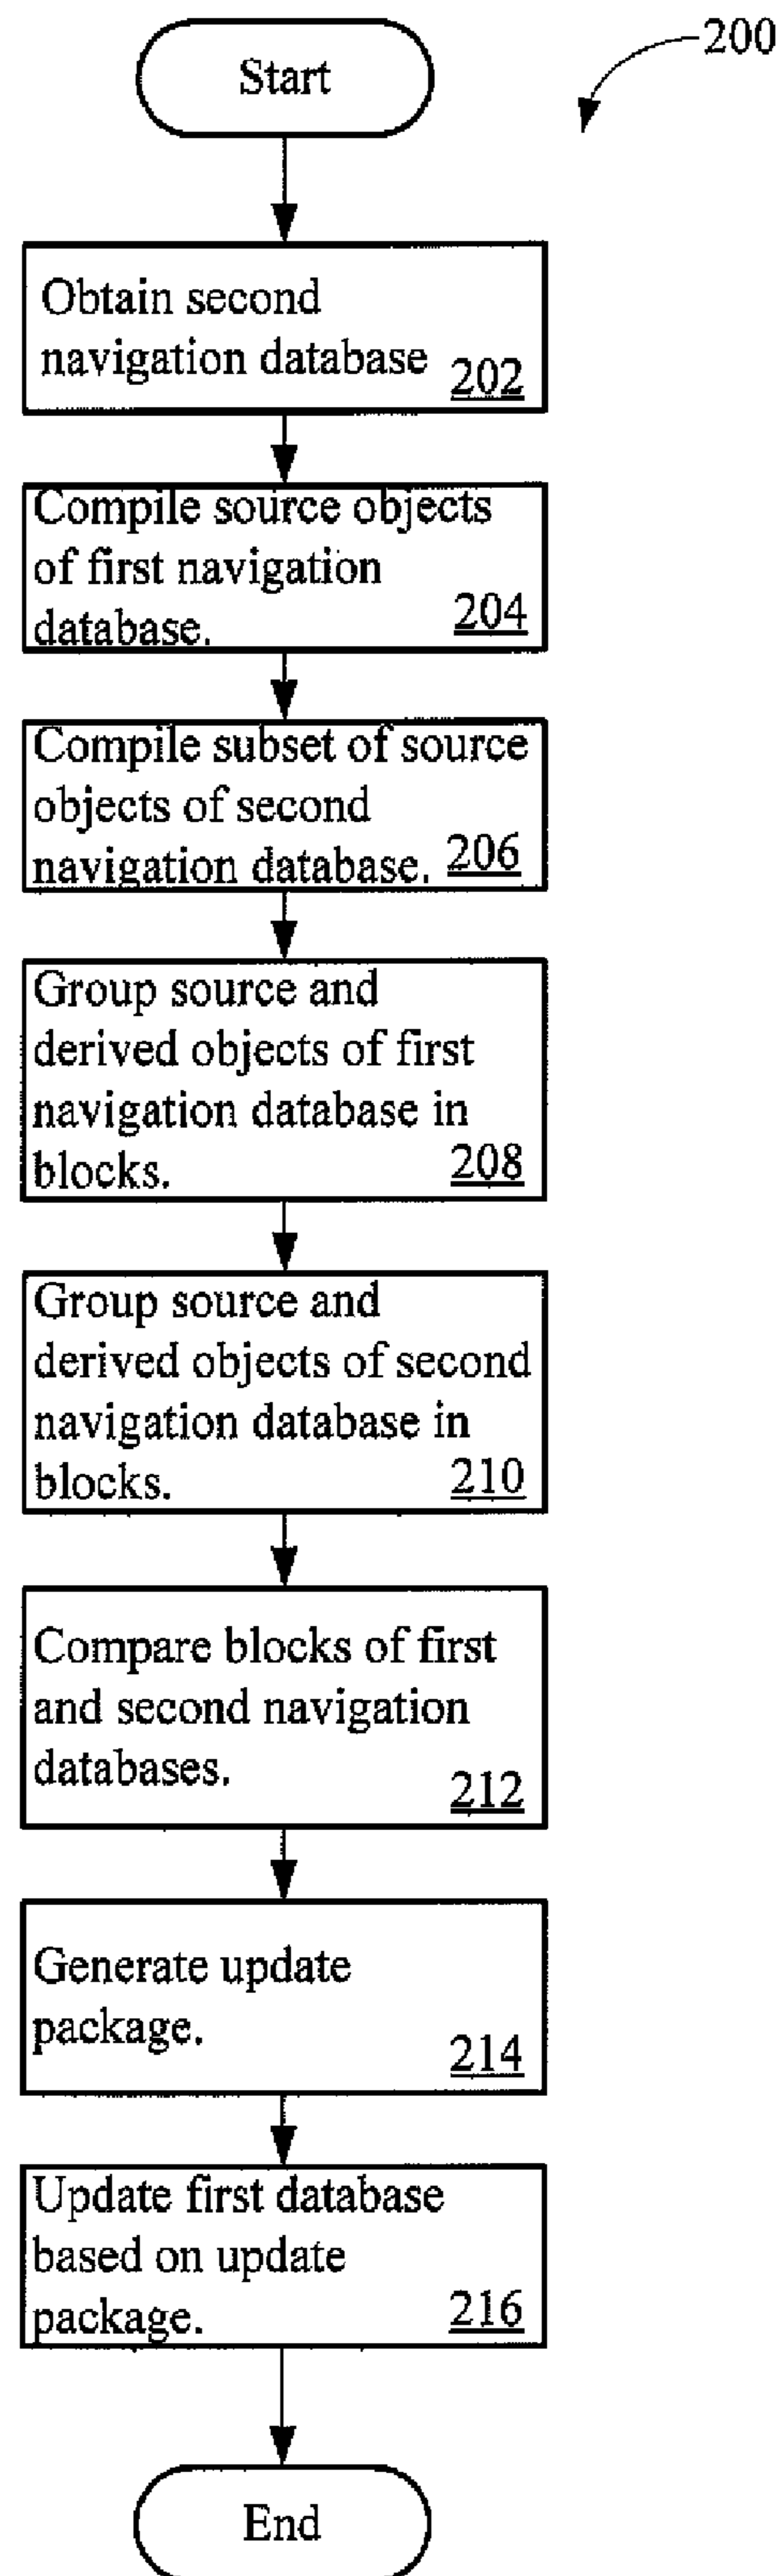 200
Start
Obtain second
navigation database 202
Compile source objects
of first navigation
database. 204
Compile subset of source
objects of second
navigation database. 206
Group source and
derived objects of first
navigation database in
blocks. 208
Group source and
derived objects of second
navigation database in
blocks. 210
Compare blocks of first
and second navigation
databases. 212
Generate update
package. 214
Update first database
based on update
package. 216
End